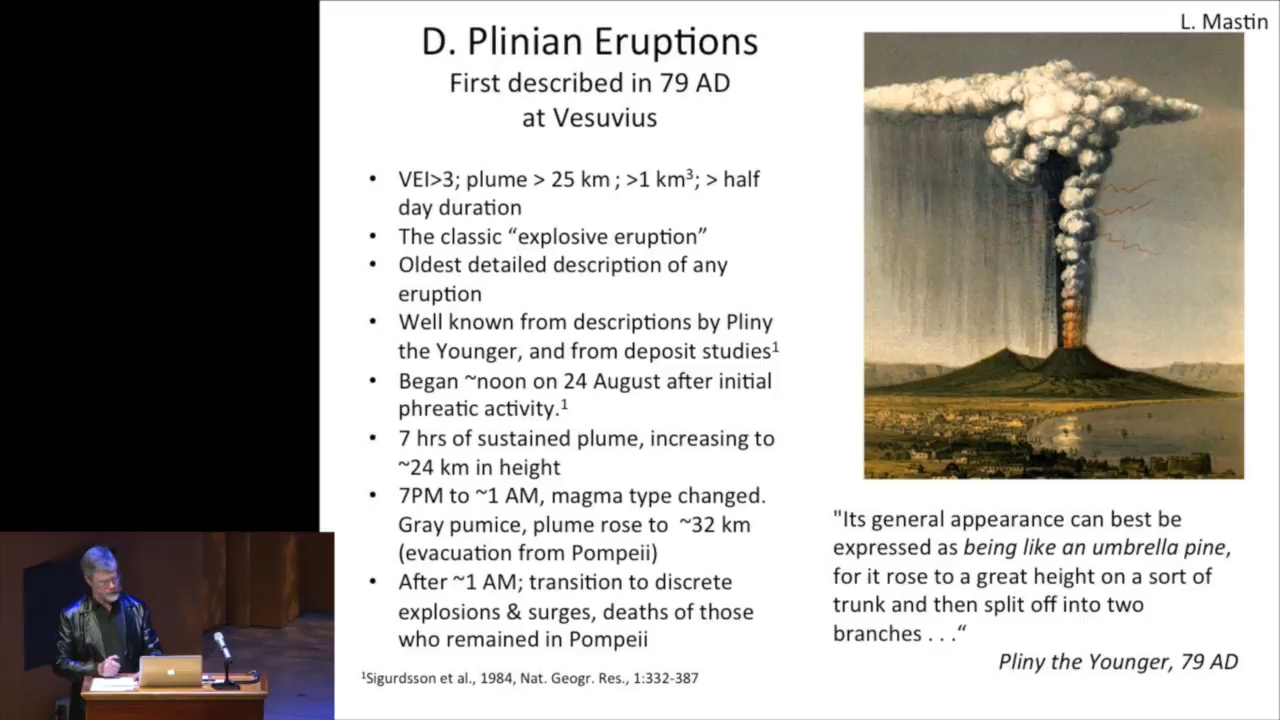 L. Mastin
D. Plinian Eruptions
First described in 79 AD
at Vesuvius
• VEI>3; plume > 25 km ; >1 km³; > half
day duration
• The classic “explosive eruption”
• Oldest detailed description of any
eruption
• Well known from descriptions by Pliny
the Younger, and from deposit studies¹
• Began ~noon on 24 August after initial
phreatic activity.¹
• 7 hrs of sustained plume, increasing to
~24 km in height
• 7PM to ~1 AM, magma type changed.
Gray pumice, plume rose to ~32 km
(evacuation from Pompeii)
• After ~1 AM; transition to discrete
explosions & surges, deaths of those
who remained in Pompeii
¹Sigurdsson et al., 1984, Nat. Geogr. Res., 1:332-387
"Its general appearance can best be
expressed as being like an umbrella pine,
for it rose to a great height on a sort of
trunk and then split off into two
branches . . .“
Pliny the Younger, 79 AD